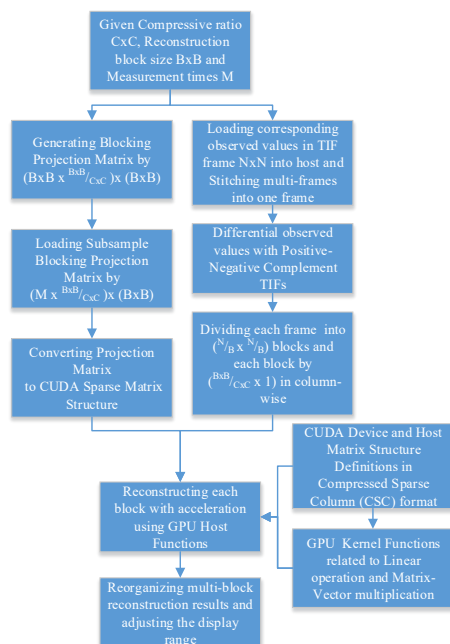 Given Compressive ratio
CxC, Reconstruction
block size BxB and
Measurement times M
Generating Blocking
Projection Matrix by
(BxB x BxB/CxC )x (BxB)
Loading Subsample
Blocking Projection
Matrix by
(M x BxB/CxC )x (BxB)
Converting Projection
Matrix
to CUDA Sparse Matrix
Structure
Loading corresponding
observed values in TIF
frame NxN into host and
Stitching multi-frames
into one frame
Differential observed
values with Positive-
Negative Complement
TIFs
Dividing each frame into
(N/B x N/B) blocks and
each block by
(BxB/CxC x 1) in column-
wise
CUDA Device and Host
Matrix Structure
Definitions in
Compressed Sparse
Column (CSC) format
GPU Kernel Functions
related to Linear
operation and Matrix-
Vector multiplication
Reconstructing each
block with acceleration
using GPU Host
Functions
Reorganizing multi-block
reconstruction results and
adjusting the display
range